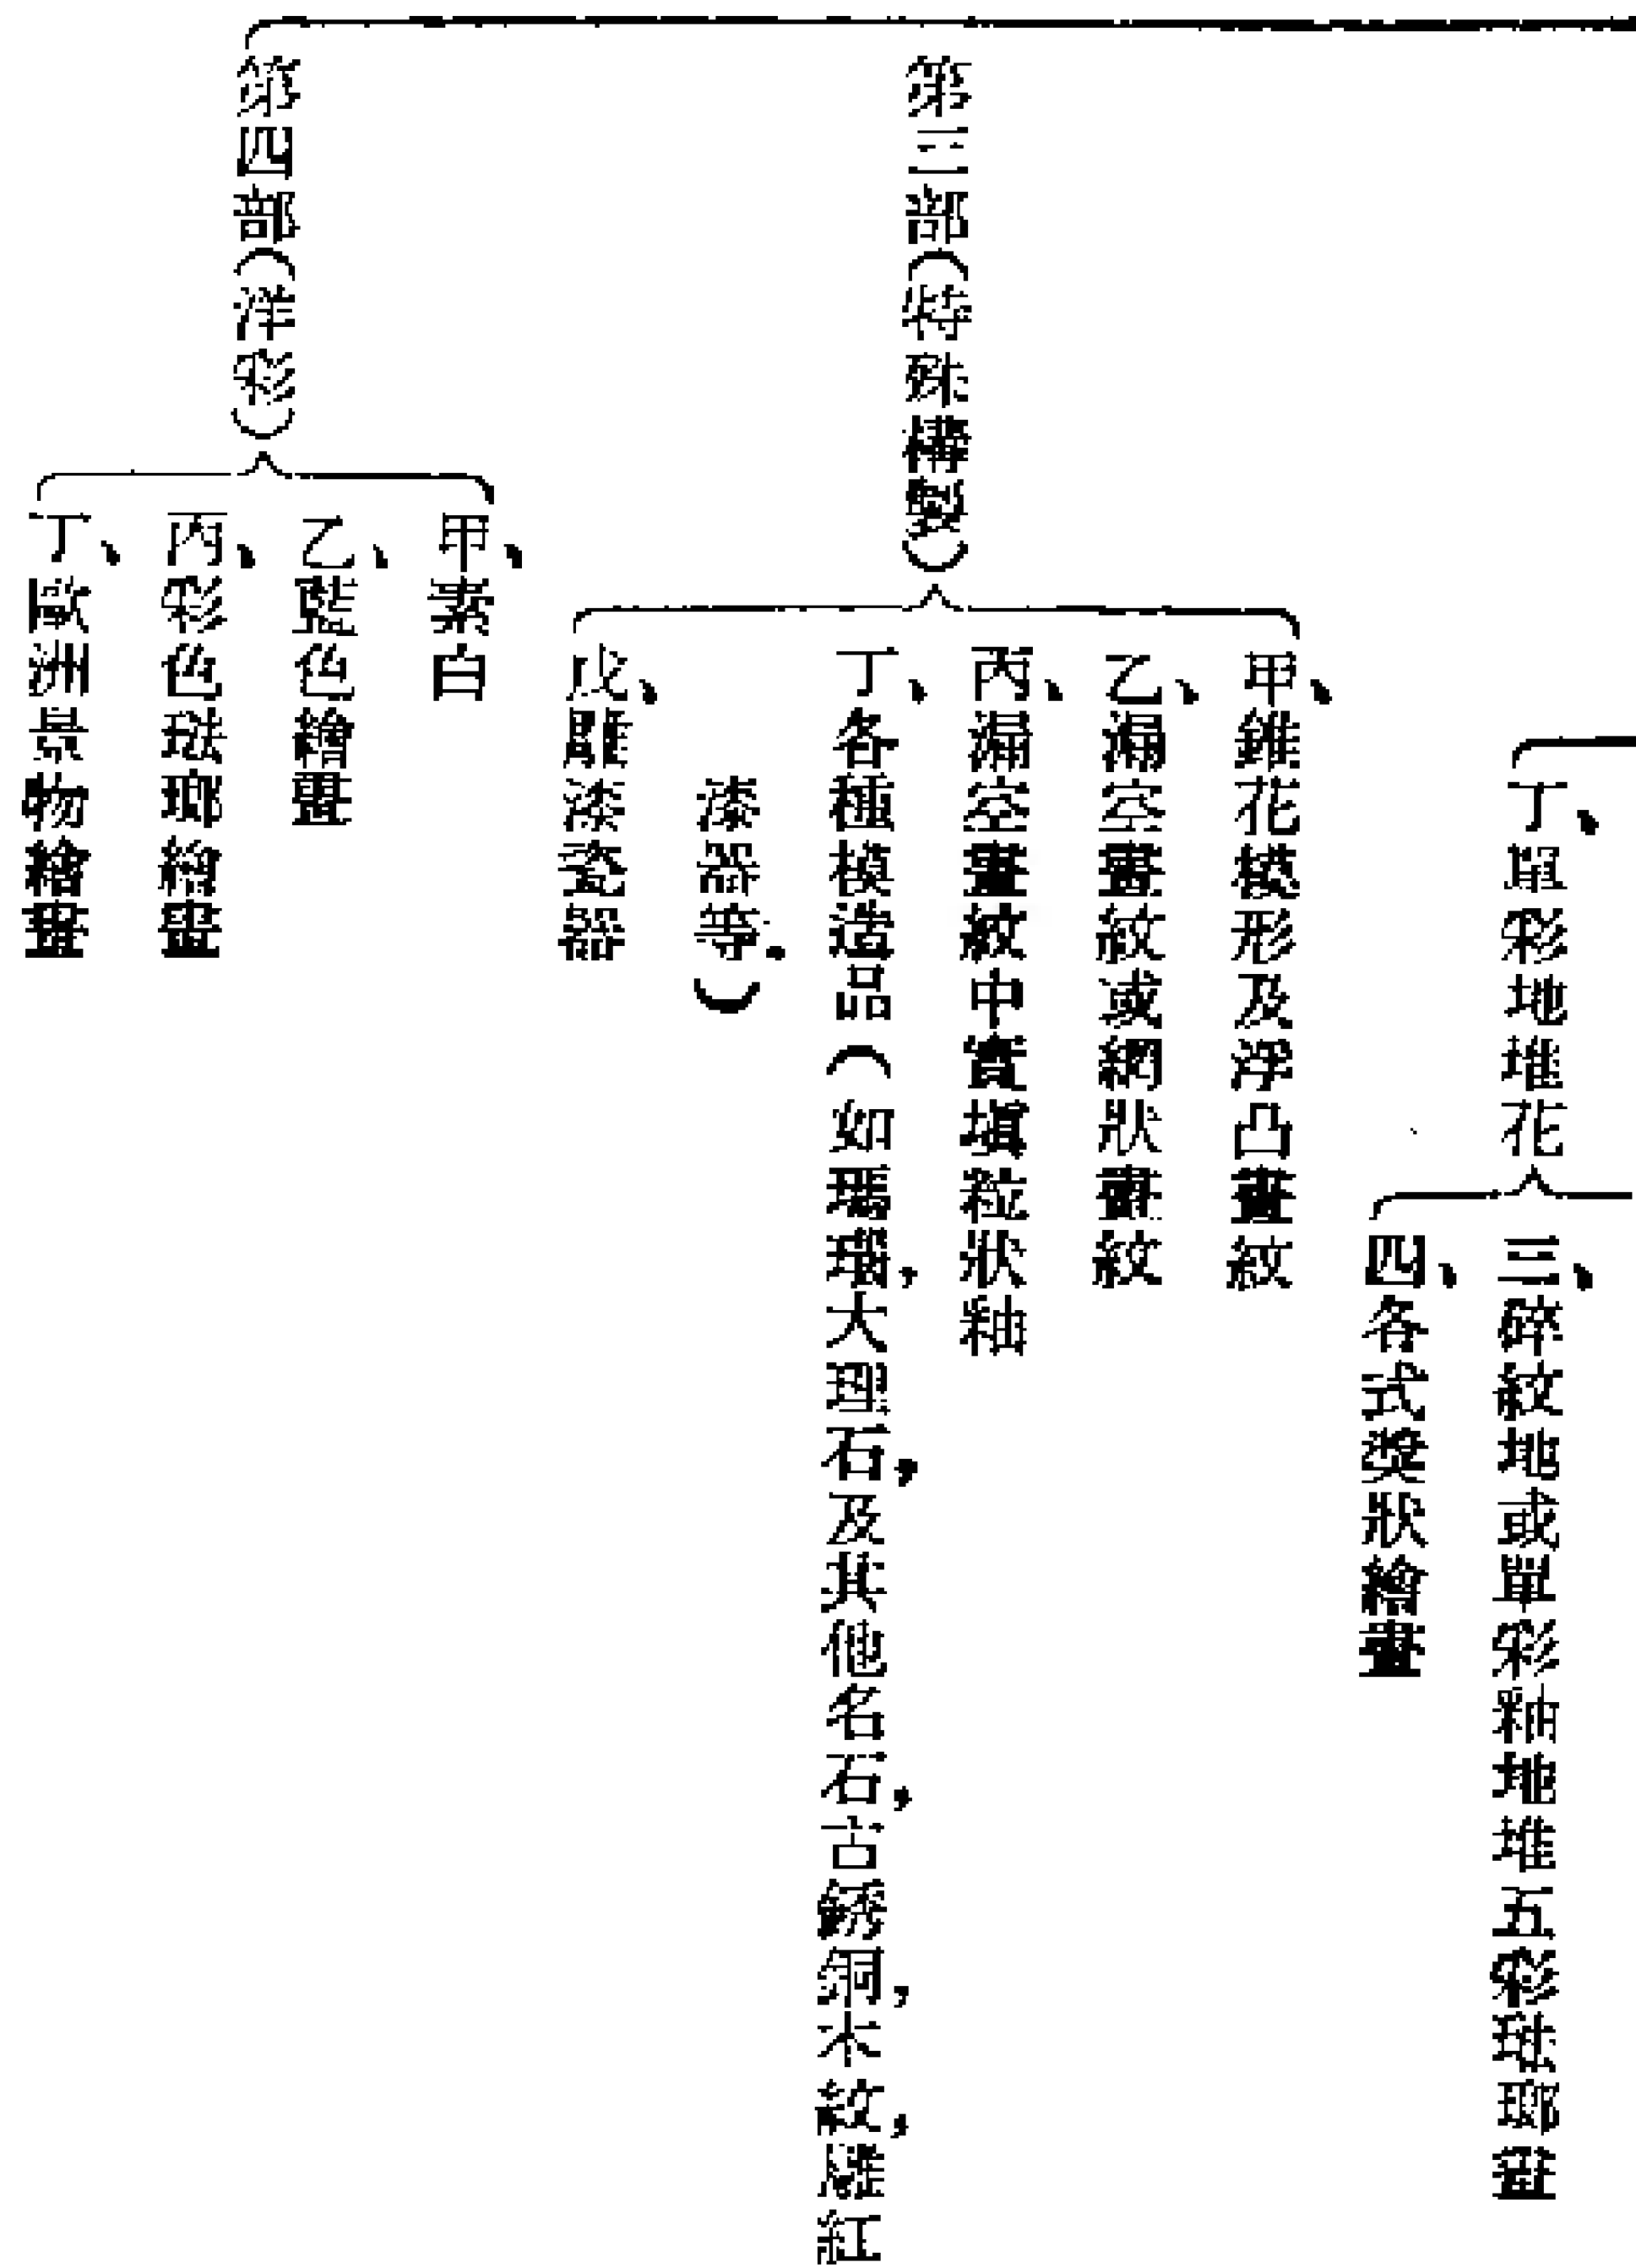 丁、單彩地堆花
三、碎紋地或單彩釉地堆五彩琺瑯畫
四、各式獎狀繪畫
第三部（特殊構製）
甲、錐花模形及浮凸畫紋
乙、漏空畫紋或網狀畫紋
丙、漏空畫紋中實填粒狀釉
丁、各種模造品（如瑪瑙，大理石，及其他名石，古銹銅，木紋，雕紅
漆器等．）
戊、雕漆瓷器
第四部（洋彩）
甲、素白
乙、藍色繪畫
丙、彩色琺瑯繪畫
丁、歐洲景物繪畫